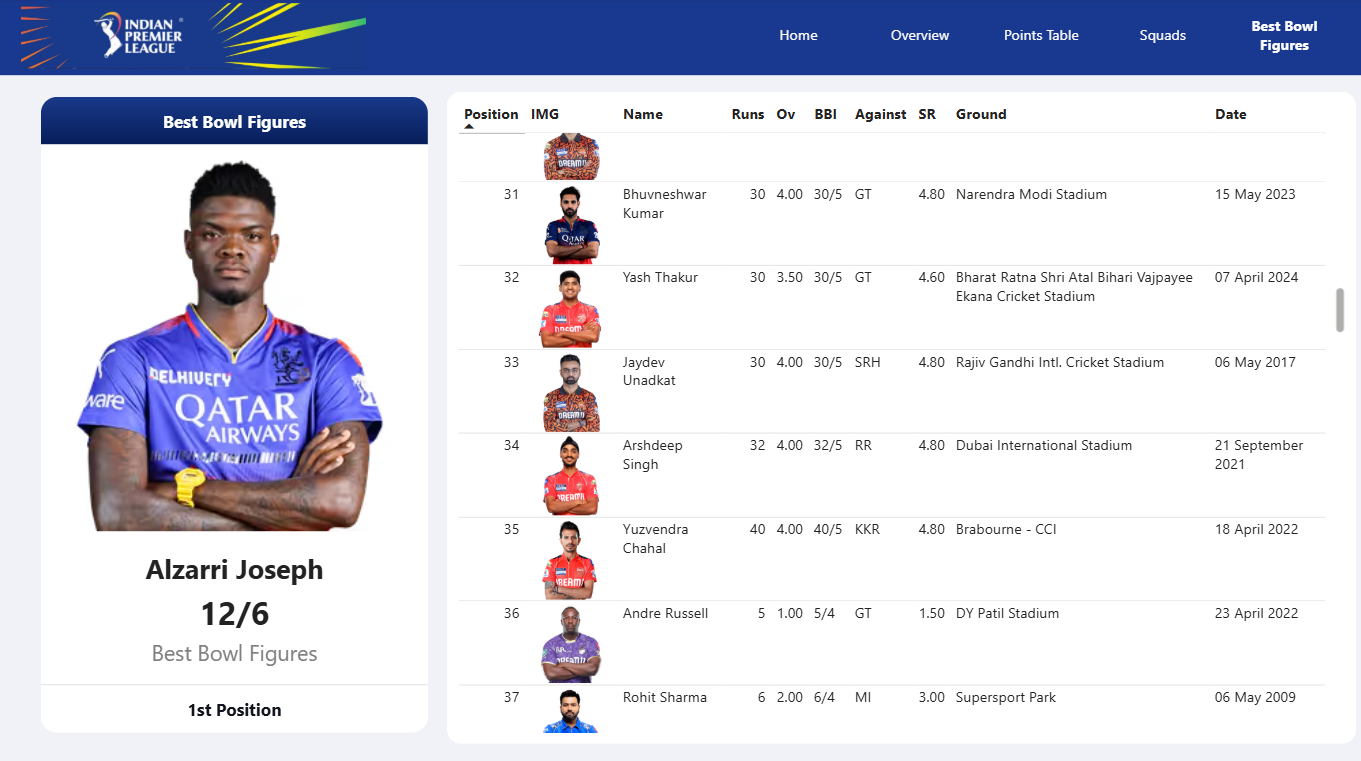 INDIAN
PREMIER
LEAGUE
Home
Overview
Points Table
Squads
Best Bowl
Figures
Best Bowl Figures
DELHIVERY
QATAR
AIRWAYS
Alzarri Joseph
12/6
Best Bowl Figures
1st Position
Position IMG Name Runs Ov BBI Against SR Ground Date
31 Bhuvneshwar 30 4.00 30/5 GT 4.80 Narendra Modi Stadium 15 May 2023
Kumar
QATAR
32 Yash Thakur 30 3.50 30/5 GT 4.60 Bharat Ratna Shri Atal Bihari Vajpayee 07 April 2024
Ekana Cricket Stadium
33 Jaydev 30 4.00 30/5 SRH 4.80 Rajiv Gandhi Intl. Cricket Stadium 06 May 2017
Unadkat
34 Arshdeep 32 4.00 32/5 RR 4.80 Dubai International Stadium 21 September
Singh 2021
35 Yuzvendra 40 4.00 40/5 KKR 4.80 Brabourne - CCI 18 April 2022
Chahal
36 Andre Russell 5 1.00 5/4 GT 1.50 DY Patil Stadium 23 April 2022
37 Rohit Sharma 6 2.00 6/4 MI 3.00 Supersport Park 06 May 2009